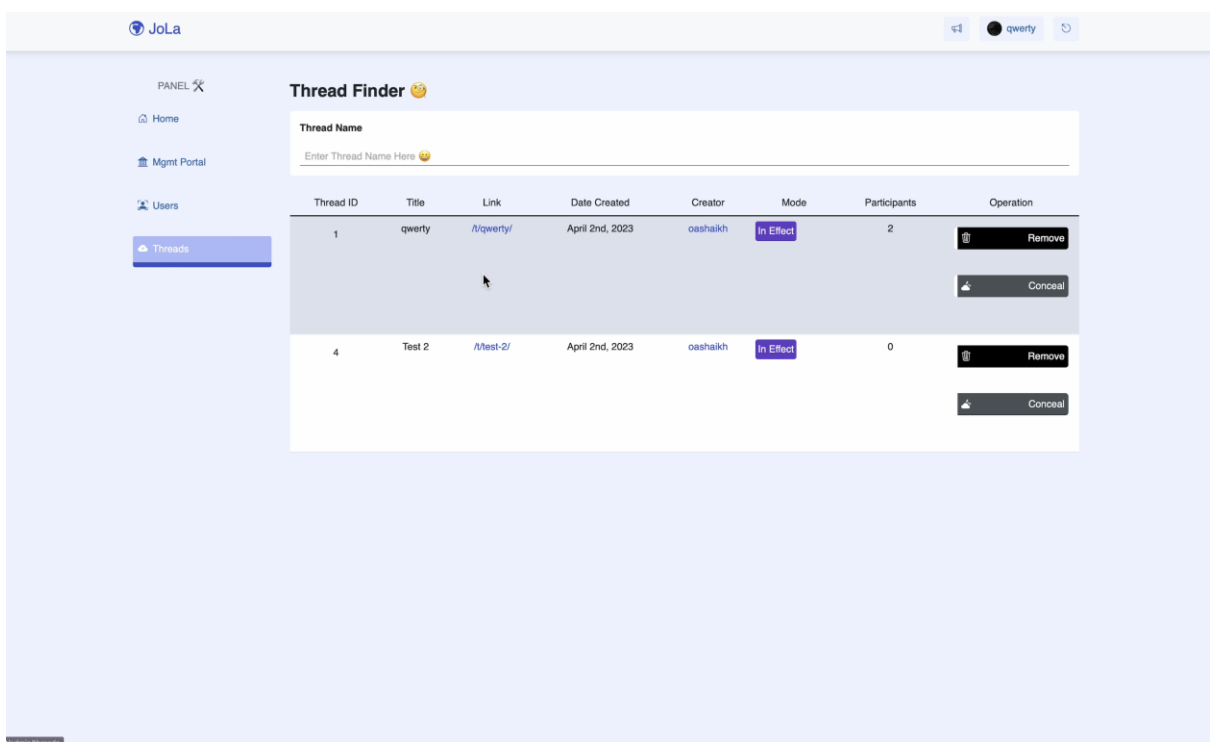 JoLa
qwerty
PANEL 🛠
Home
Mgmt Portal
Users
Threads
Thread Finder 🧐
Thread Name
Enter Thread Name Here 😀
Thread ID Title Link Date Created Creator Mode Participants Operation
1 qwerty /t/qwerty/ April 2nd, 2023 oashaikh In Effect 2 Remove
Conceal
4 Test 2 /t/test-2/ April 2nd, 2023 oashaikh In Effect 0 Remove
Conceal